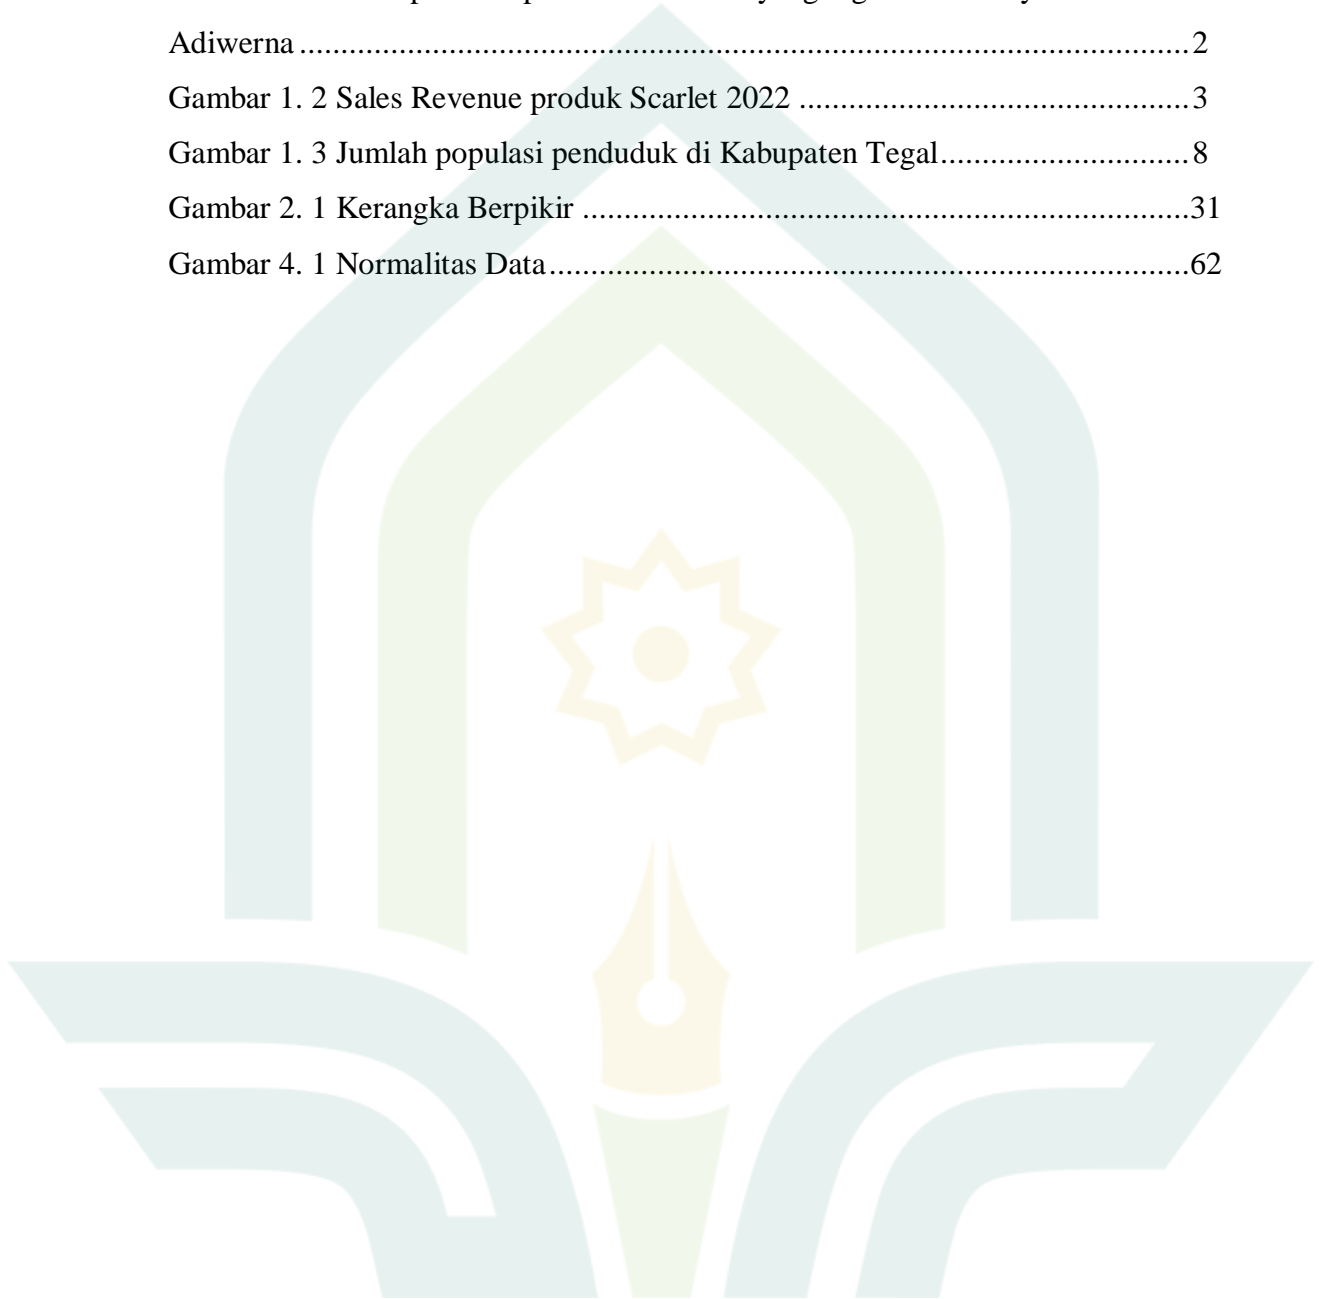 Adiwerna ........................................................................................................... 2
Gambar 1. 2 Sales Revenue produk Scarlet 2022 ............................................... 3
Gambar 1. 3 Jumlah populasi penduduk di Kabupaten Tegal.............................. 8
Gambar 2. 1 Kerangka Berpikir .........................................................................31
Gambar 4. 1 Normalitas Data.............................................................................62